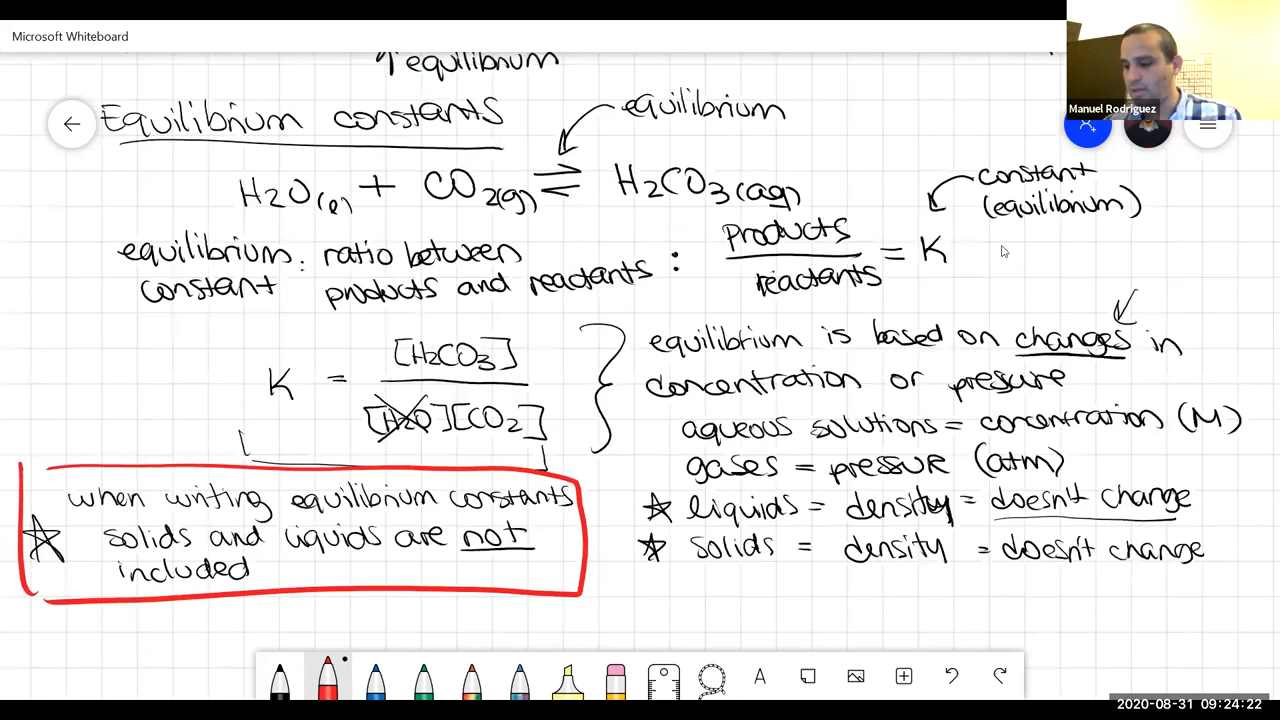 Microsoft Whiteboard
equilibrium
Equilibrium constants
equilibrium
H2O(l) + CO2(g) ⇌ H2CO3(aq)
constant
(equilibrium)
Manuel Rodriguez
equilibrium constant : ratio between products and reactants : products / reactants = K
K = [H2CO3] / [H2O][CO2]
equilibrium is based on changes in
concentration or pressure
aqueous solutions = concentration (M)
gases = pressure (atm)
☆ liquids = density = doesn't change
☆ solids = density = doesn't change
when writing equilibrium constants
☆ solids and liquids are not
included
A
2020-08-31 09:24:22